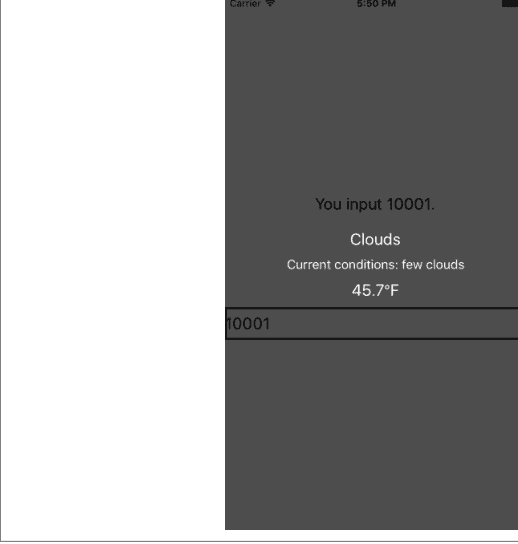 Carrier 5:50 PM
You input 10001.
Clouds
Current conditions: few clouds
45.7°F
10001